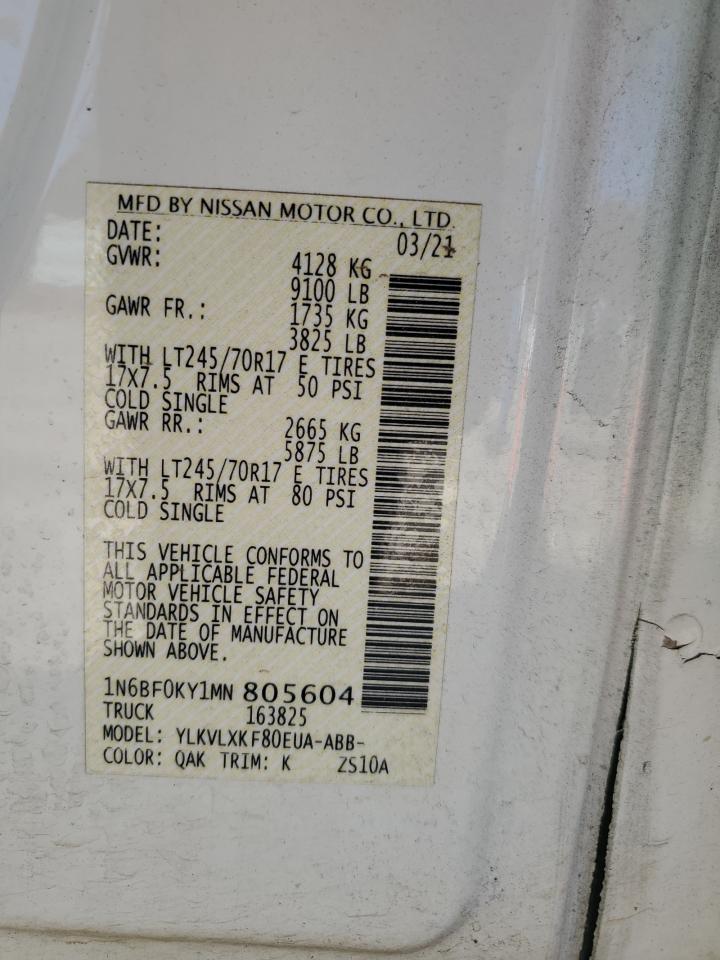 MFD BY NISSAN MOTOR CO., LTD.
DATE: 03/21
GVWR: 4128 KG
9100 LB
GAWR FR.: 1735 KG
3825 LB
WITH LT245/70R17 E TIRES
17X7.5 RIMS AT 50 PSI
COLD SINGLE
GAWR RR.: 2665 KG
5875 LB
WITH LT245/70R17 E TIRES
17X7.5 RIMS AT 80 PSI
COLD SINGLE
THIS VEHICLE CONFORMS TO
ALL APPLICABLE FEDERAL
MOTOR VEHICLE SAFETY
STANDARDS IN EFFECT ON
THE DATE OF MANUFACTURE
SHOWN ABOVE.
1N6BF0KY1MN 805604
TRUCK 163825
MODEL: YLKVLXKF80EUA-ABB-
COLOR: QAK TRIM: K ZS10A